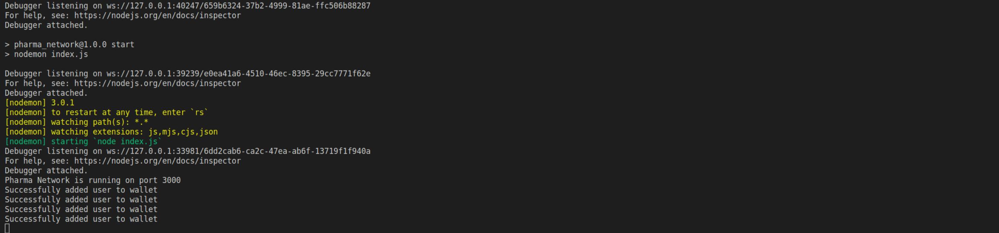 Debugger listening on ws://127.0.0.1:40247/659b6324-37b2-4999-81ae-ffc506b88287
For help, see: https://nodejs.org/en/docs/inspector
Debugger attached.
> pharma_network@1.0.0 start
> nodemon index.js
Debugger listening on ws://127.0.0.1:39239/e0ea41a6-4510-46ec-8395-29cc7771f62e
For help, see: https://nodejs.org/en/docs/inspector
Debugger attached.
[nodemon] 3.0.1
[nodemon] to restart at any time, enter `rs`
[nodemon] watching path(s): *.*
[nodemon] watching extensions: js,mjs,cjs,json
[nodemon] starting `node index.js`
Debugger listening on ws://127.0.0.1:33981/6dd2cab6-ca2c-47ea-ab6f-13719f1f940a
For help, see: https://nodejs.org/en/docs/inspector
Debugger attached.
Pharma Network is running on port 3000
Successfully added user to wallet
Successfully added user to wallet
Successfully added user to wallet
Successfully added user to wallet